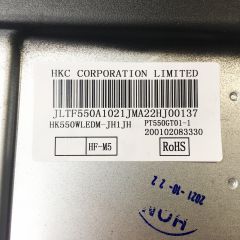 HKC CORPORATION LIMITED
JLTF550A1021JMA22HJ00137
HK550WLEDM-JH1JH PT550GT01-1
200102083330
HF-M5 RoHS
2021-10-22